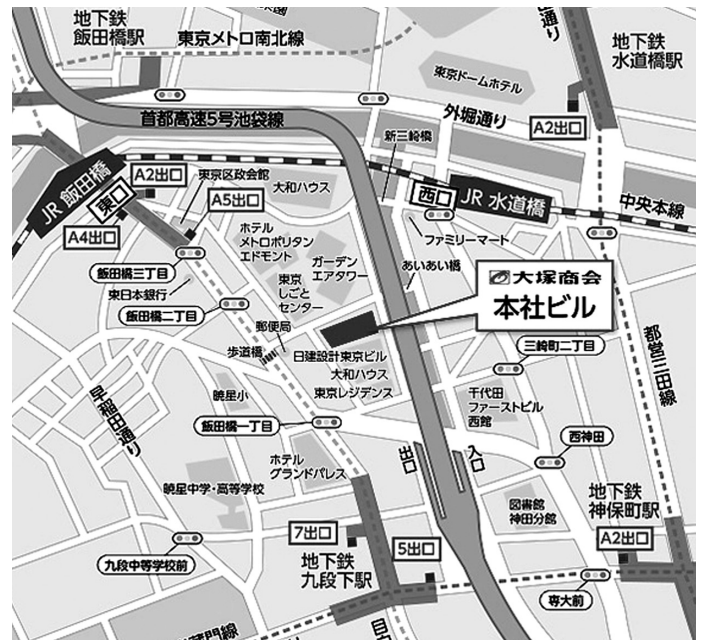 地下鉄
飯田橋駅
東京メトロ南北線
地下鉄
水道橋駅
東京ドームホテル
外堀通り
A2出口
首都高速5号池袋線
新三崎橋
JR 飯田橋
東口
A2出口
東京区政会館
A5出口
大和ハウス
西口
JR 水道橋
中央本線
A4出口
ファミリーマート
ホテル
メトロポリタン
エドモント
飯田橋三丁目
ガーデン
エアタワー
あいあい橋
大塚商会
本社ビル
東日本銀行
東京
しごと
センター
飯田橋二丁目
郵便局
歩道橋
日建設計東京ビル
大和ハウス
東京レジデンス
三崎町二丁目
都営三田線
早稲田通り
暁星小
千代田
ファーストビル
西館
飯田橋一丁目
出口
入口
西神田
ホテル
グランドパレス
暁星中学・高等学校
図書館
神田分館
地下鉄
神保町駅
7出口
A2出口
九段中等学校前
地下鉄
九段下駅
5出口
専大前